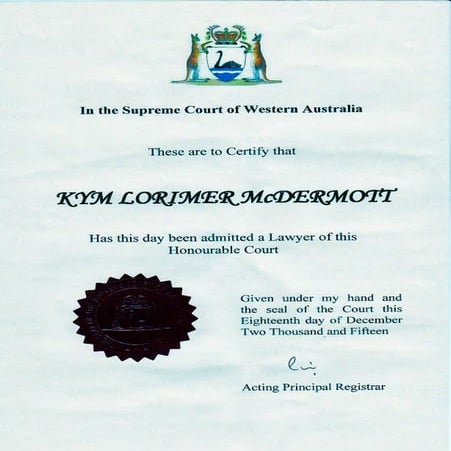 In the Supreme Court of Western Australia
These are to Certify that
KYM LORIMER McDERMOTT
Has this day been admitted a Lawyer of this
Honourable Court
Given under my hand and
the seal of the Court this
Eighteenth day of December
Two Thousand and Fifteen
Acting Principal Registrar